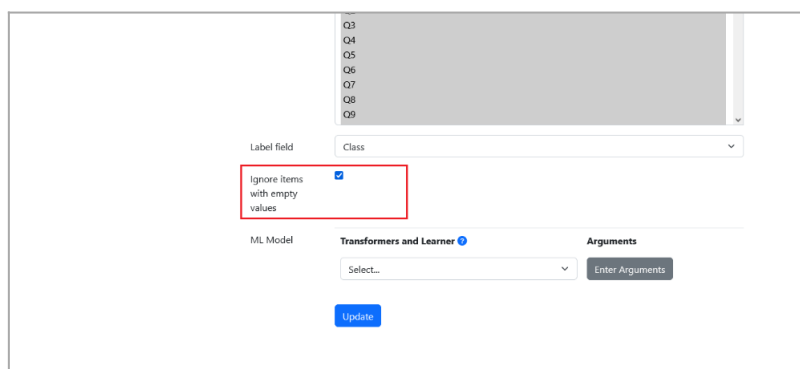 Q3
Q4
Q5
Q6
Q7
Q8
Q9
Label field
Class
Ignore items
with empty
values
ML Model
Transformers and Learner ?
Arguments
Select...
Enter Arguments
Update